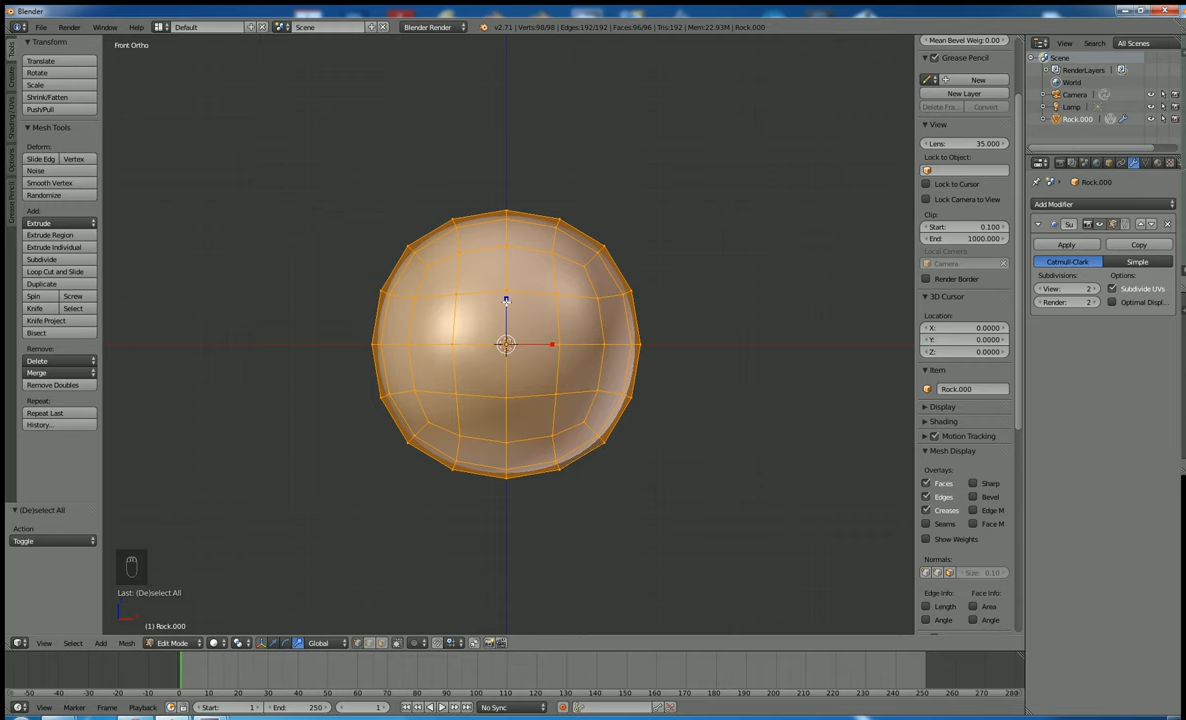 Blender
File Render Window Help Default Scene Blender Render v2.71 | Verts:98/98 | Edges:192/192 | Faces:96/96 | Tris:192 | Mem:22.93M | Rock.000
Front Ortho
Tools
Create
Shading / UVs
Options
Grease Pencil
Transform
Translate
Rotate
Scale
Shrink/Fatten
Push/Pull
Mesh Tools
Deform:
Slide Edg Vertex
Noise
Smooth Vertex
Randomize
Add:
Extrude
Extrude Region
Extrude Individual
Subdivide
Loop Cut and Slide
Duplicate
Spin Screw
Knife Select
Knife Project
Bisect
Remove:
Delete
Merge
Remove Doubles
Repeat:
Repeat Last
History...
(De)select All
Action
Toggle
Last: (De)select All
(1) Rock.000
Mean Bevel Weig: 0.00
Grease Pencil
New
New Layer
Delete Fra... Convert
View
Lens: 35.000
Lock to Object:
Lock to Cursor
Lock Camera to View
Clip:
Start: 0.100
End: 1000.000
Local Camera:
Camera
Render Border
3D Cursor
Location:
X: 0.0000
Y: 0.0000
Z: 0.0000
Item
Rock.000
Display
Shading
Motion Tracking
Mesh Display
Overlays:
Faces Sharp
Edges Bevel
Creases Edge M
Seams Face M
Show Weights
Normals:
Size: 0.10
Edge Info: Face Info:
Length Area
Angle Angle
View Search All Scenes
Scene
RenderLayers
World
Camera
Lamp
Rock.000
Rock.000
Add Modifier
Su
Apply Copy
Catmull-Clark Simple
Subdivisions: Options:
View: 2 Subdivide UVs
Render: 2 Optimal Displ...
View Select Add Mesh Edit Mode Global
-50 -40 -30 -20 -10 0 10 20 30 40 50 60 70 80 90 100 110 120 130 140 150 160 170 180 190 200 210 220 230 240 250 260 270 280
View Marker Frame Playback Start: 1 End: 250 1 No Sync